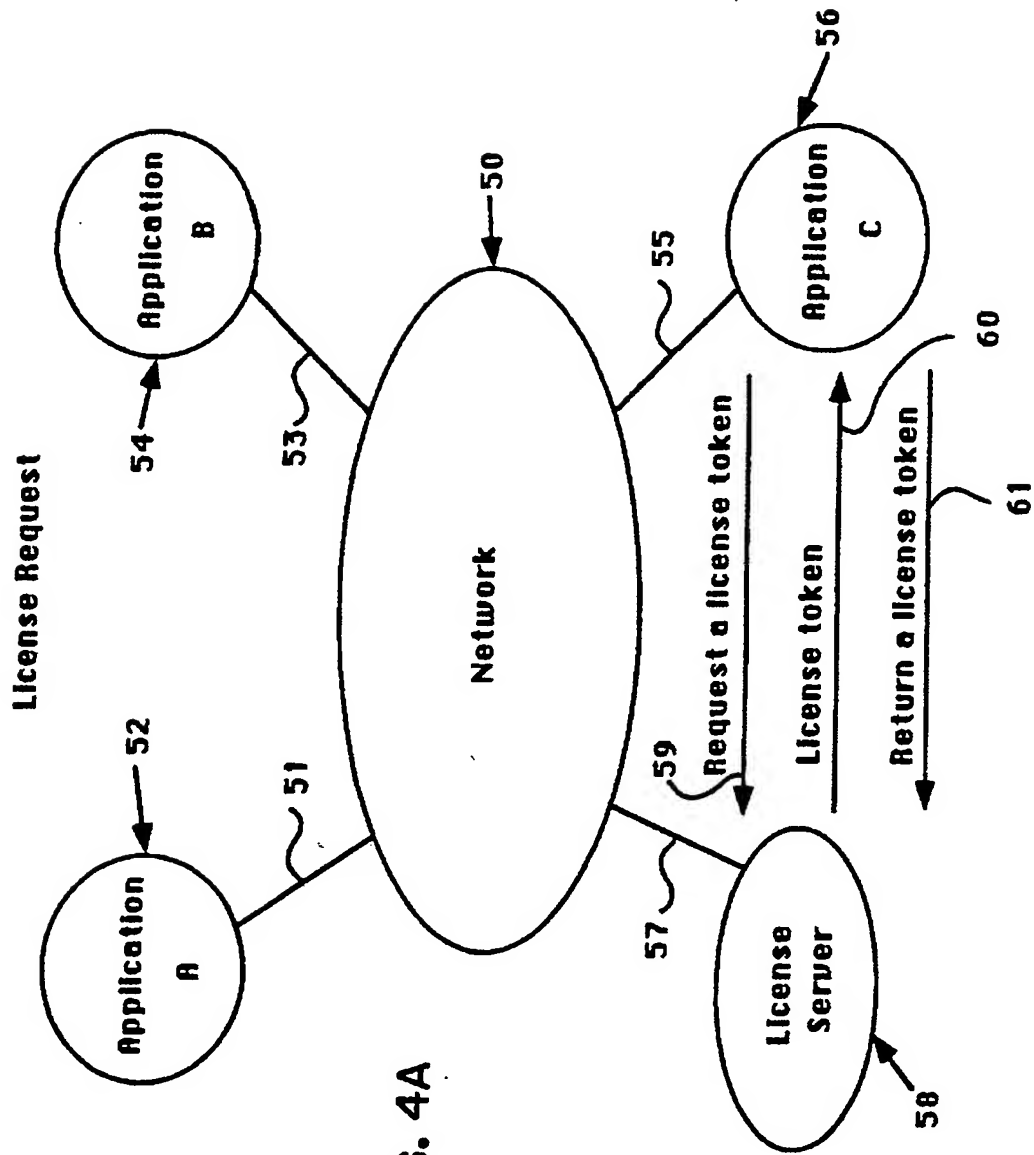 License Request
52
Application
A
51
54
Application
B
53
Network
50
57
License
Server
58
55
Application
C
56
59
Request a license token
License token
60
Return a license token
61
. 4A